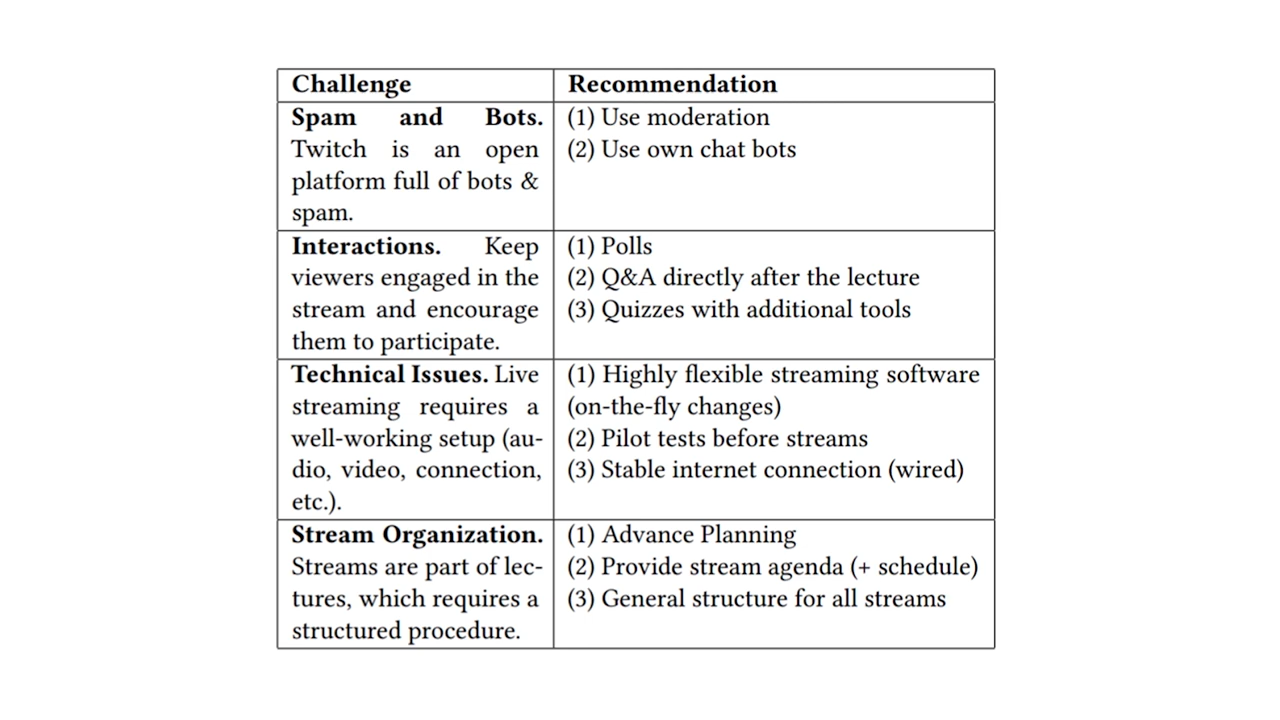 Challenge
Recommendation
Spam and Bots.
Twitch is an open
platform full of bots &
spam.
(1) Use moderation
(2) Use own chat bots
Interactions. Keep
viewers engaged in the
stream and encourage
them to participate.
(1) Polls
(2) Q&A directly after the lecture
(3) Quizzes with additional tools
Technical Issues. Live
streaming requires a
well-working setup (au-
dio, video, connection,
etc.).
(1) Highly flexible streaming software
(on-the-fly changes)
(2) Pilot tests before streams
(3) Stable internet connection (wired)
Stream Organization.
Streams are part of lec-
tures, which requires a
structured procedure.
(1) Advance Planning
(2) Provide stream agenda (+ schedule)
(3) General structure for all streams